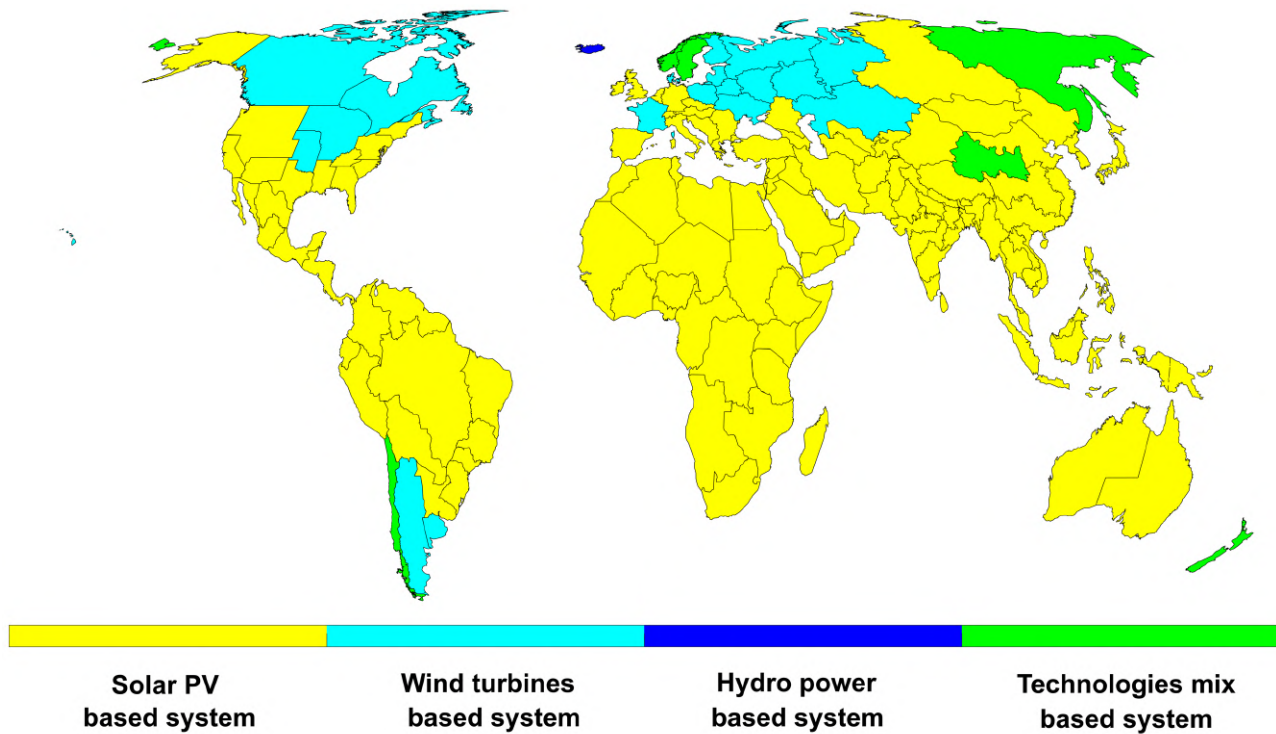 Solar PV
based system
Wind turbines
based system
Hydro power
based system
Technologies mix
based system